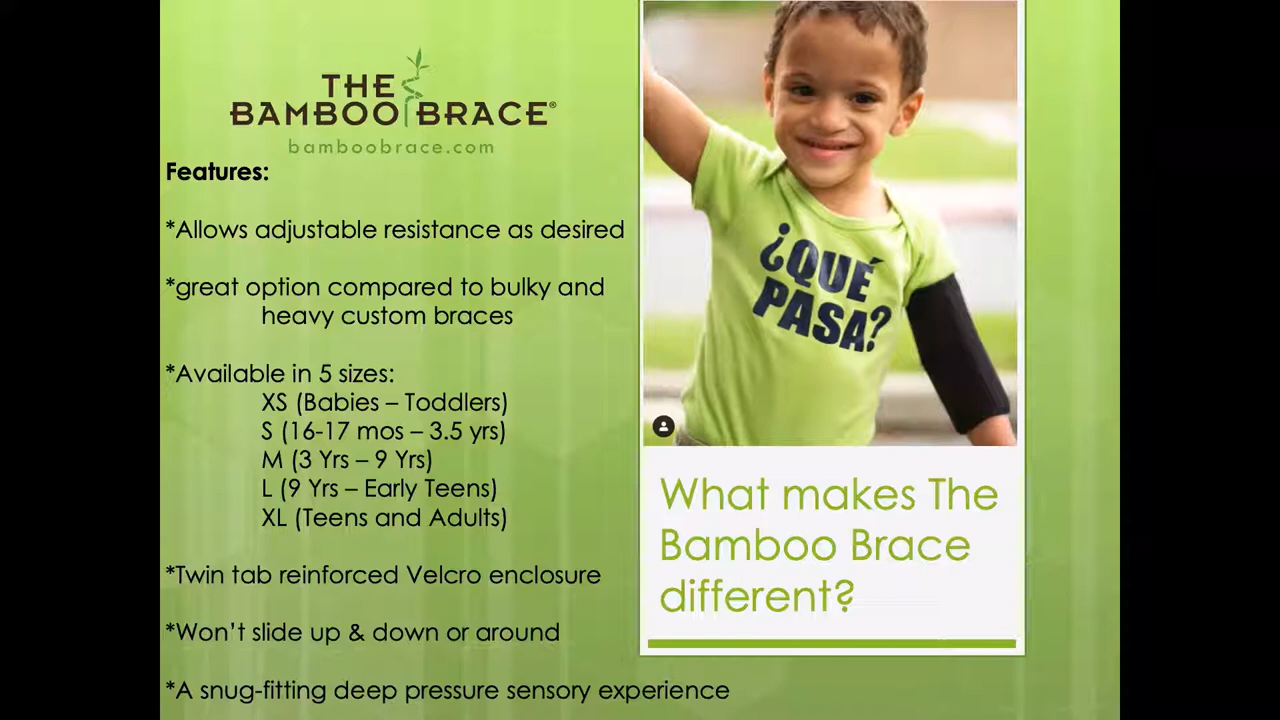 THE
BAMBOO BRACE®
bamboobrace.com
Features:
*Allows adjustable resistance as desired
*great option compared to bulky and
heavy custom braces
*Available in 5 sizes:
XS (Babies – Toddlers)
S (16-17 mos – 3.5 yrs)
M (3 Yrs – 9 Yrs)
L (9 Yrs – Early Teens)
XL (Teens and Adults)
*Twin tab reinforced Velcro enclosure
*Won't slide up & down or around
*A snug-fitting deep pressure sensory experience
¿QUÉ
PASA?
What makes The
Bamboo Brace
different?